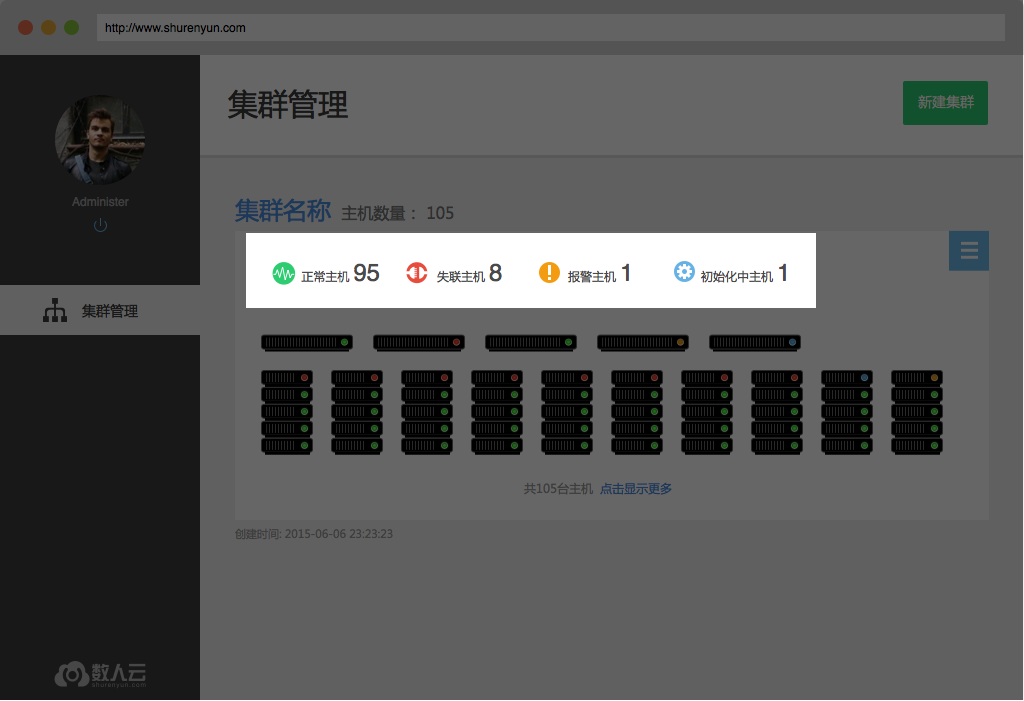 http://www.shurenyun.com
集群管理
新建集群
Administer
集群名称 主机数量： 105
正常主机 95 失联主机 8 报警主机 1 初始化中主机 1
集群管理
共105台主机 点击显示更多
创建时间: 2015-06-06 23:23:23
数人云
shurenyun.com